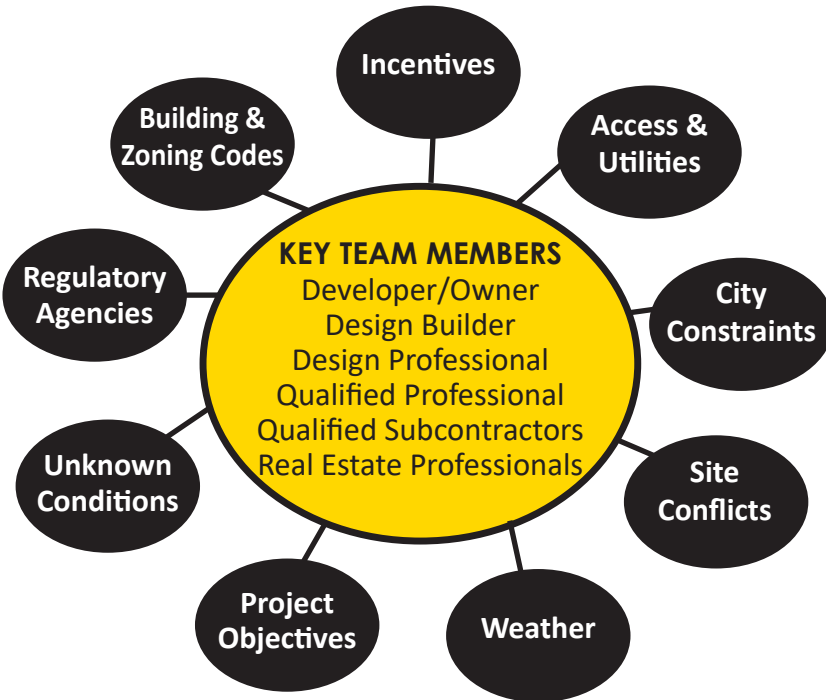 Incentives
Building &
Zoning Codes
Access &
Utilities
Regulatory
Agencies
KEY TEAM MEMBERS
Developer/Owner
Design Builder
Design Professional
Qualified Professional
Qualified Subcontractors
Real Estate Professionals
City
Constraints
Unknown
Conditions
Site
Conflicts
Project
Objectives
Weather